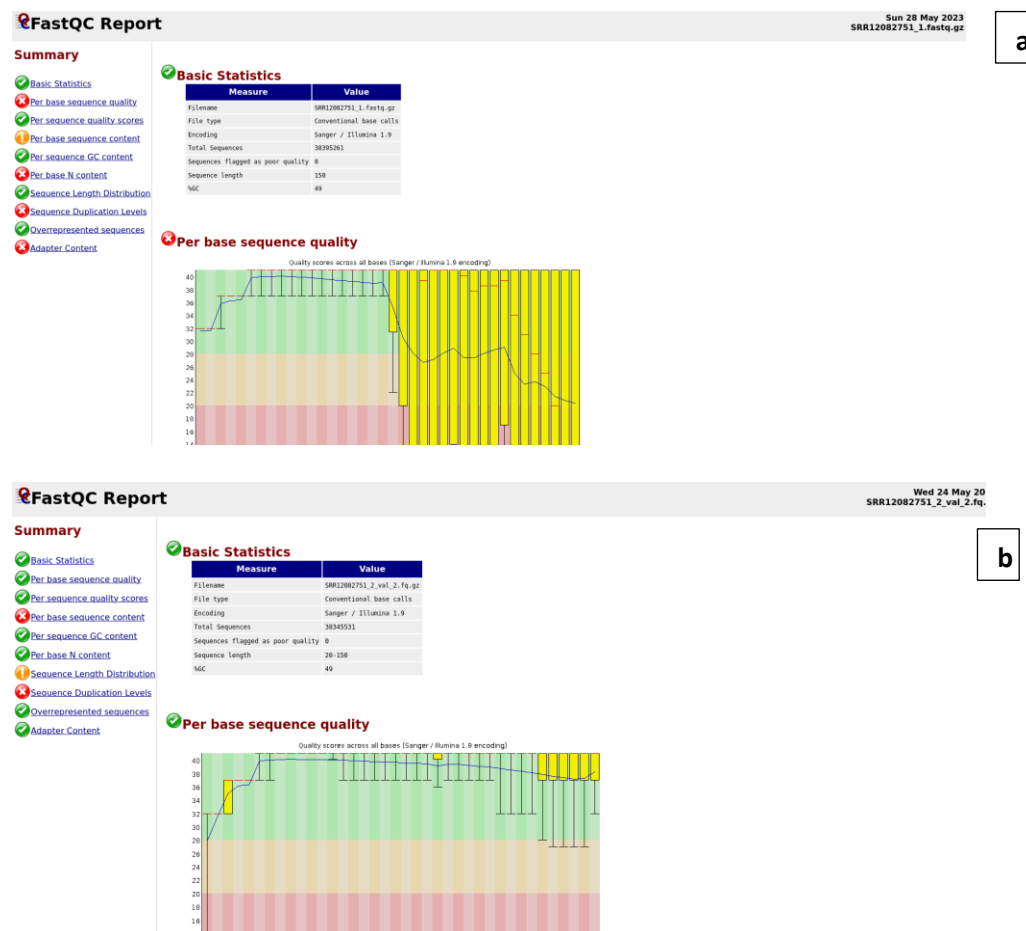 FastQC Report
Sun 28 May 2023
SRR12082751_1.fastq.gz
a
Summary
Basic Statistics
Per base sequence quality
Per sequence quality scores
Per base sequence content
Per sequence GC content
Per base N content
Sequence Length Distribution
Sequence Duplication Levels
Overrepresented sequences
Adapter Content
Basic Statistics
Measure Value
Filename SRR12082751_1.fastq.gz
File type Conventional base calls
Encoding Sanger / Illumina 1.9
Total Sequences 30395261
Sequences flagged as poor quality 0
Sequence length 150
%GC 49
Per base sequence quality
Quality scores across all bases (Sanger / Illumina 1.9 encoding)
40
38
36
34
32
30
28
26
24
22
20
18
16
14
FastQC Report
Wed 24 May 20
SRR12082751_2_val_2.fq.
b
Summary
Basic Statistics
Per base sequence quality
Per sequence quality scores
Per base sequence content
Per sequence GC content
Per base N content
Sequence Length Distribution
Sequence Duplication Levels
Overrepresented sequences
Adapter Content
Basic Statistics
Measure Value
Filename SRR12082751_2_val_2.fq.gz
File type Conventional base calls
Encoding Sanger / Illumina 1.9
Total Sequences 30345531
Sequences flagged as poor quality 0
Sequence length 20-150
%GC 49
Per base sequence quality
Quality scores across all bases (Sanger / Illumina 1.9 encoding)
40
38
36
34
32
30
28
26
24
22
20
18
16